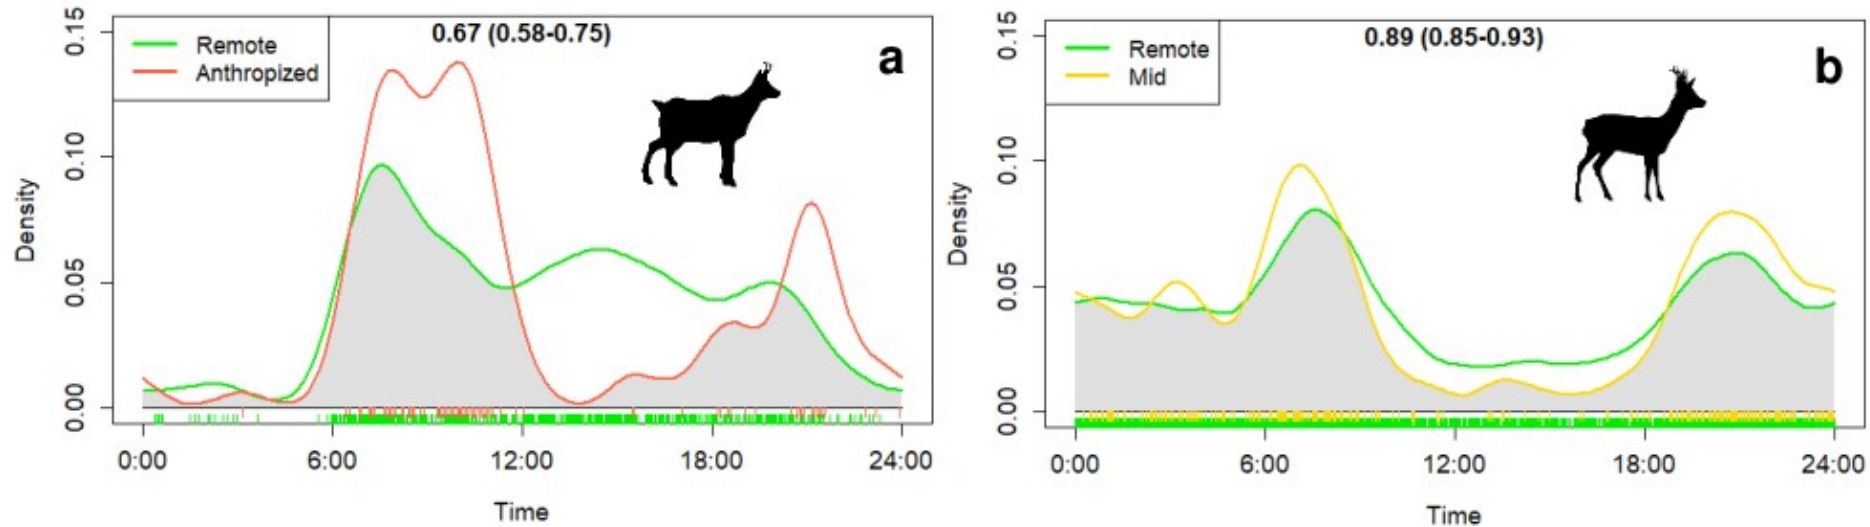 0.67 (0.58-0.75)
a
Remote
Anthropized
0.15
0.10
0.05
0.00
Density
0:00
6:00
12:00
18:00
24:00
Time
0.89 (0.85-0.93)
b
Remote
Mid
0.15
0.10
0.05
0.00
Density
0:00
6:00
12:00
18:00
24:00
Time